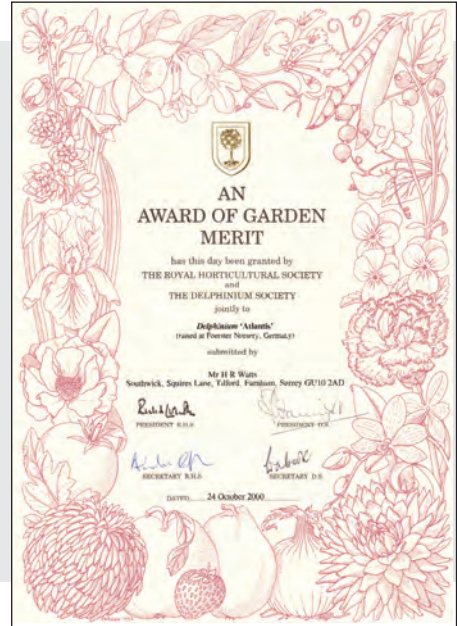 AN
AWARD OF GARDEN
MERIT
has this day been granted by
THE ROYAL HORTICULTURAL SOCIETY
and
THE DELPHINIUM SOCIETY
jointly to
Delphinium 'Atlantis'
(raised at Foerster Nursery, Germany)
submitted by
Mr H R Watts
Southwick, Squires Lane, Tilford, Farnham, Surrey GU10 2AD
PRESIDENT R.H.S
PRESIDENT D.S.
SECRETARY R.H.S
SECRETARY D.S.
DATED 24 October 2000